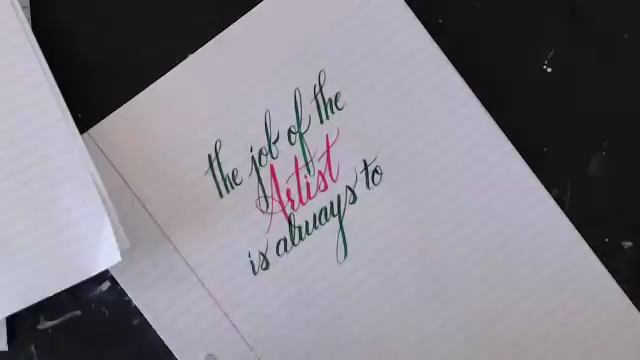 the job of the
Artist
is always to